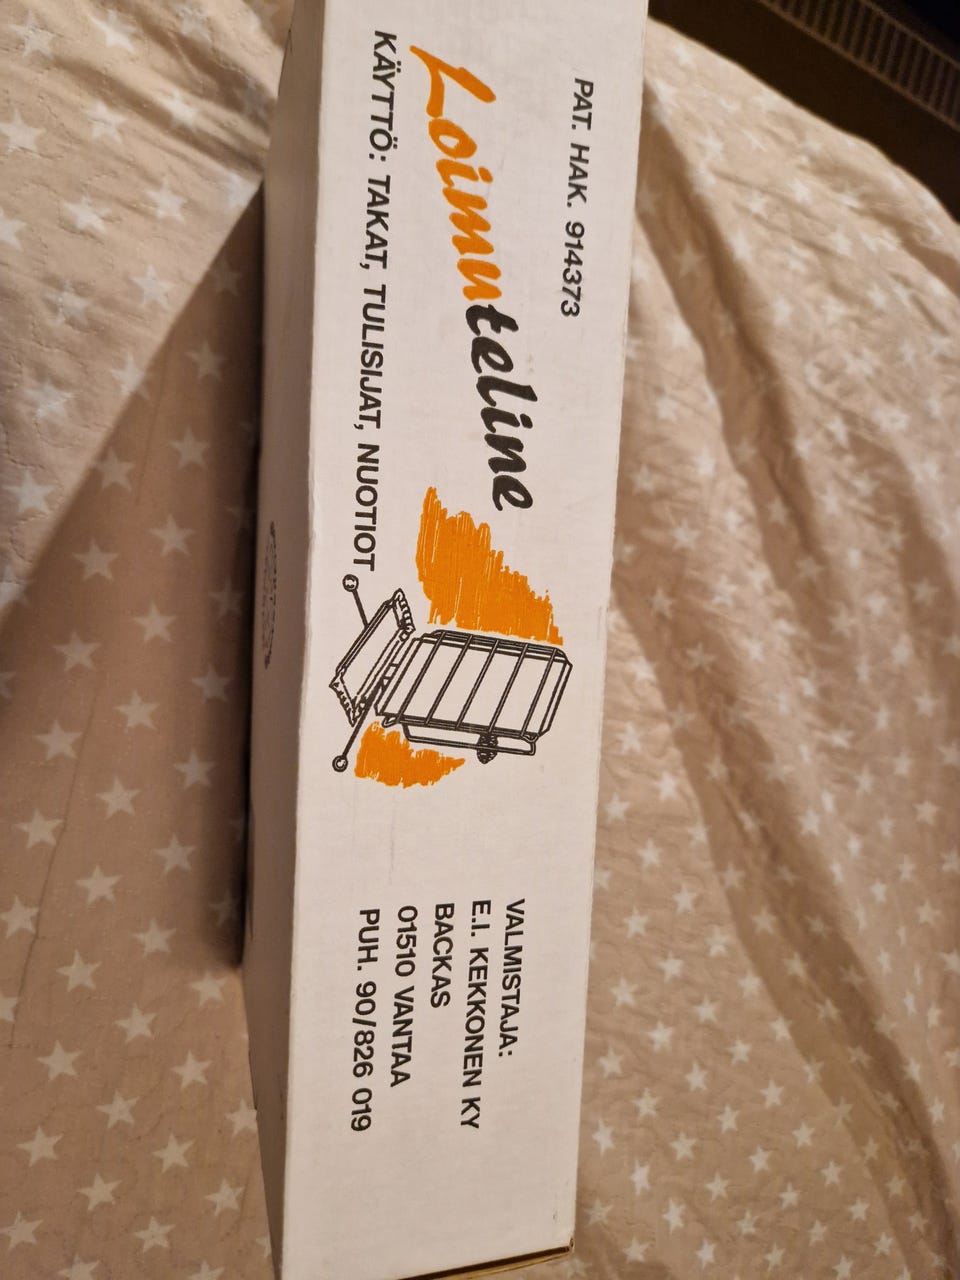 PAT. HAK. 914373
Loimuteline
KÄYTTÖ: TAKAT, TULISIJAT, NUOTIOT
VALMISTAJA:
E.I. KEKKONEN KY
BACKAS
01510 VANTAA
PUH. 90/826 019